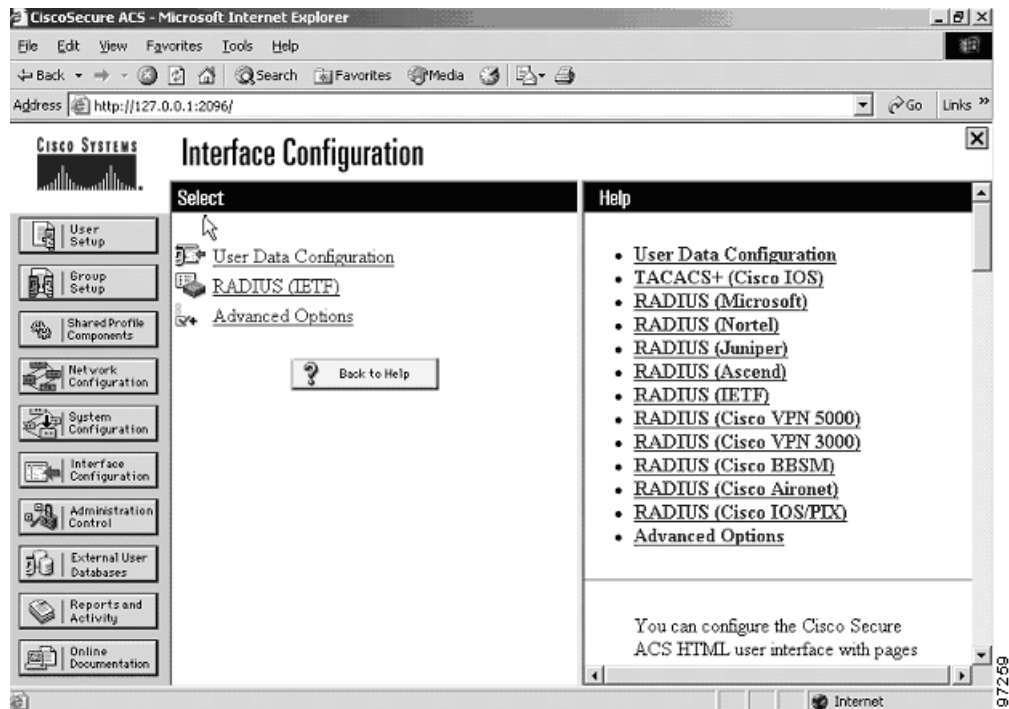 CiscoSecure ACS - Microsoft Internet Explorer
File Edit View Favorites Tools Help
Back Search Favorites Media
Address http://127.0.0.1:2096/ Go Links »
CISCO SYSTEMS
Interface Configuration
Select
User Data Configuration
RADIUS (IETF)
Advanced Options
Back to Help
User
Setup
Group
Setup
Shared Profile
Components
Network
Configuration
System
Configuration
Interface
Configuration
Administration
Control
External User
Databases
Reports and
Activity
Online
Documentation
Help
User Data Configuration
TACACS+ (Cisco IOS)
RADIUS (Microsoft)
RADIUS (Nortel)
RADIUS (Juniper)
RADIUS (Ascend)
RADIUS (IETF)
RADIUS (Cisco VPN 5000)
RADIUS (Cisco VPN 3000)
RADIUS (Cisco BBSM)
RADIUS (Cisco Aironet)
RADIUS (Cisco IOS/PIX)
Advanced Options
You can configure the Cisco Secure
ACS HTML user interface with pages
Internet
97259